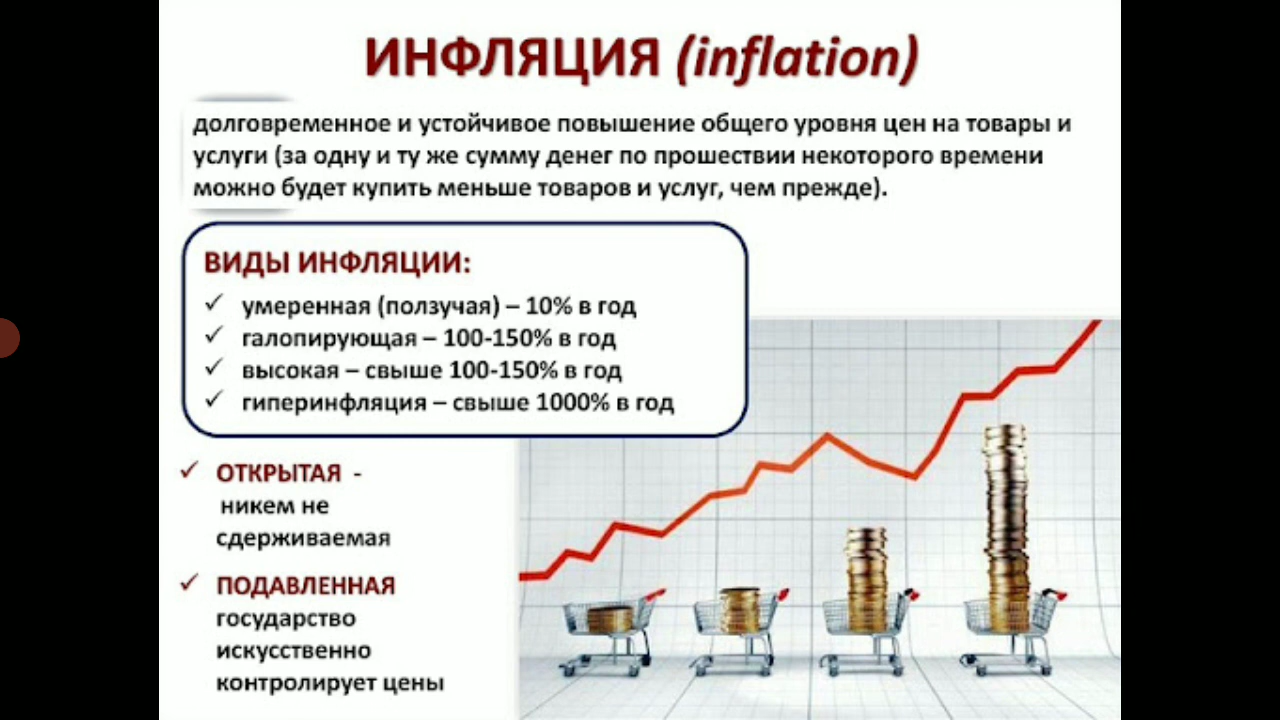 ИНФЛЯЦИЯ (inflation)
долговременное и устойчивое повышение общего уровня цен на товары и
услуги (за одну и ту же сумму денег по прошествии некоторого времени
можно будет купить меньше товаров и услуг, чем прежде).
ВИДЫ ИНФЛЯЦИИ:
✓ умеренная (ползучая) – 10% в год
✓ галопирующая – 100-150% в год
✓ высокая – свыше 100-150% в год
✓ гиперинфляция – свыше 1000% в год
✓ ОТКРЫТАЯ -
никем не
сдерживаемая
✓ ПОДАВЛЕННАЯ
государство
искусственно
контролирует цены